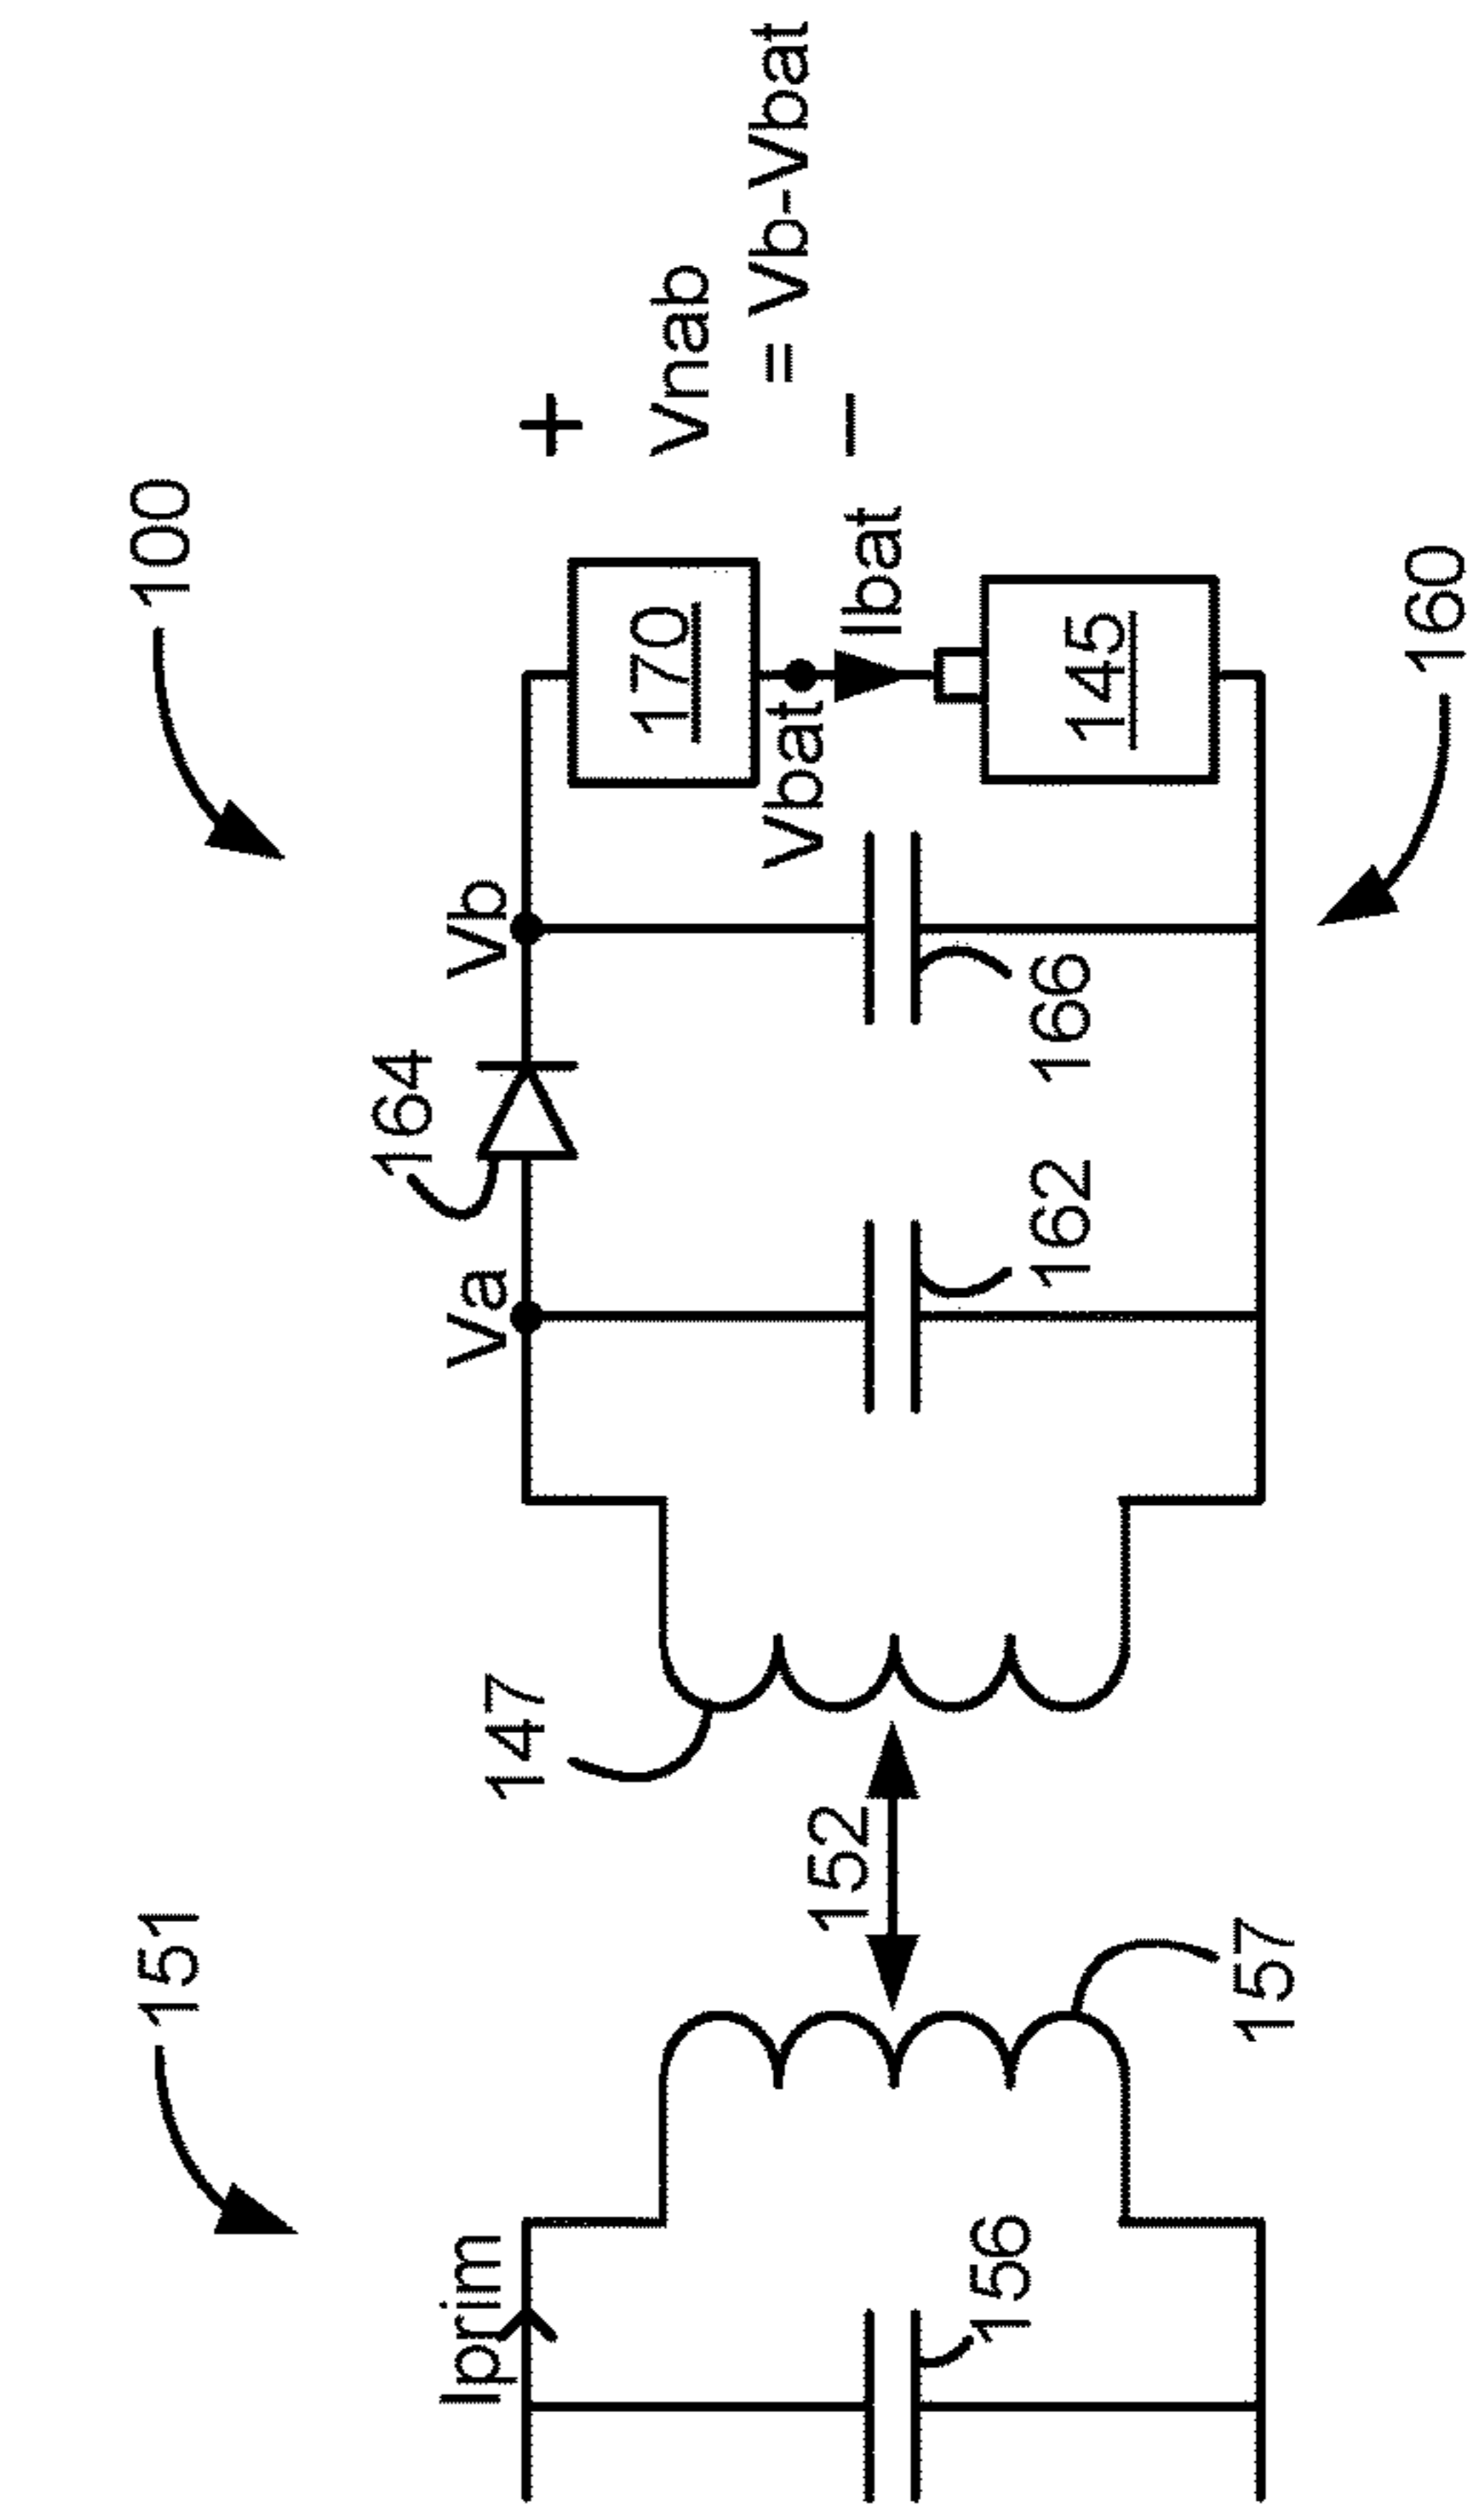 151
100
Iprim
147
Va
164
Vb
+
Vnab
= Vb-Vbat
−
170
Vbat
Ibat
145
152
156
157
162
166
160